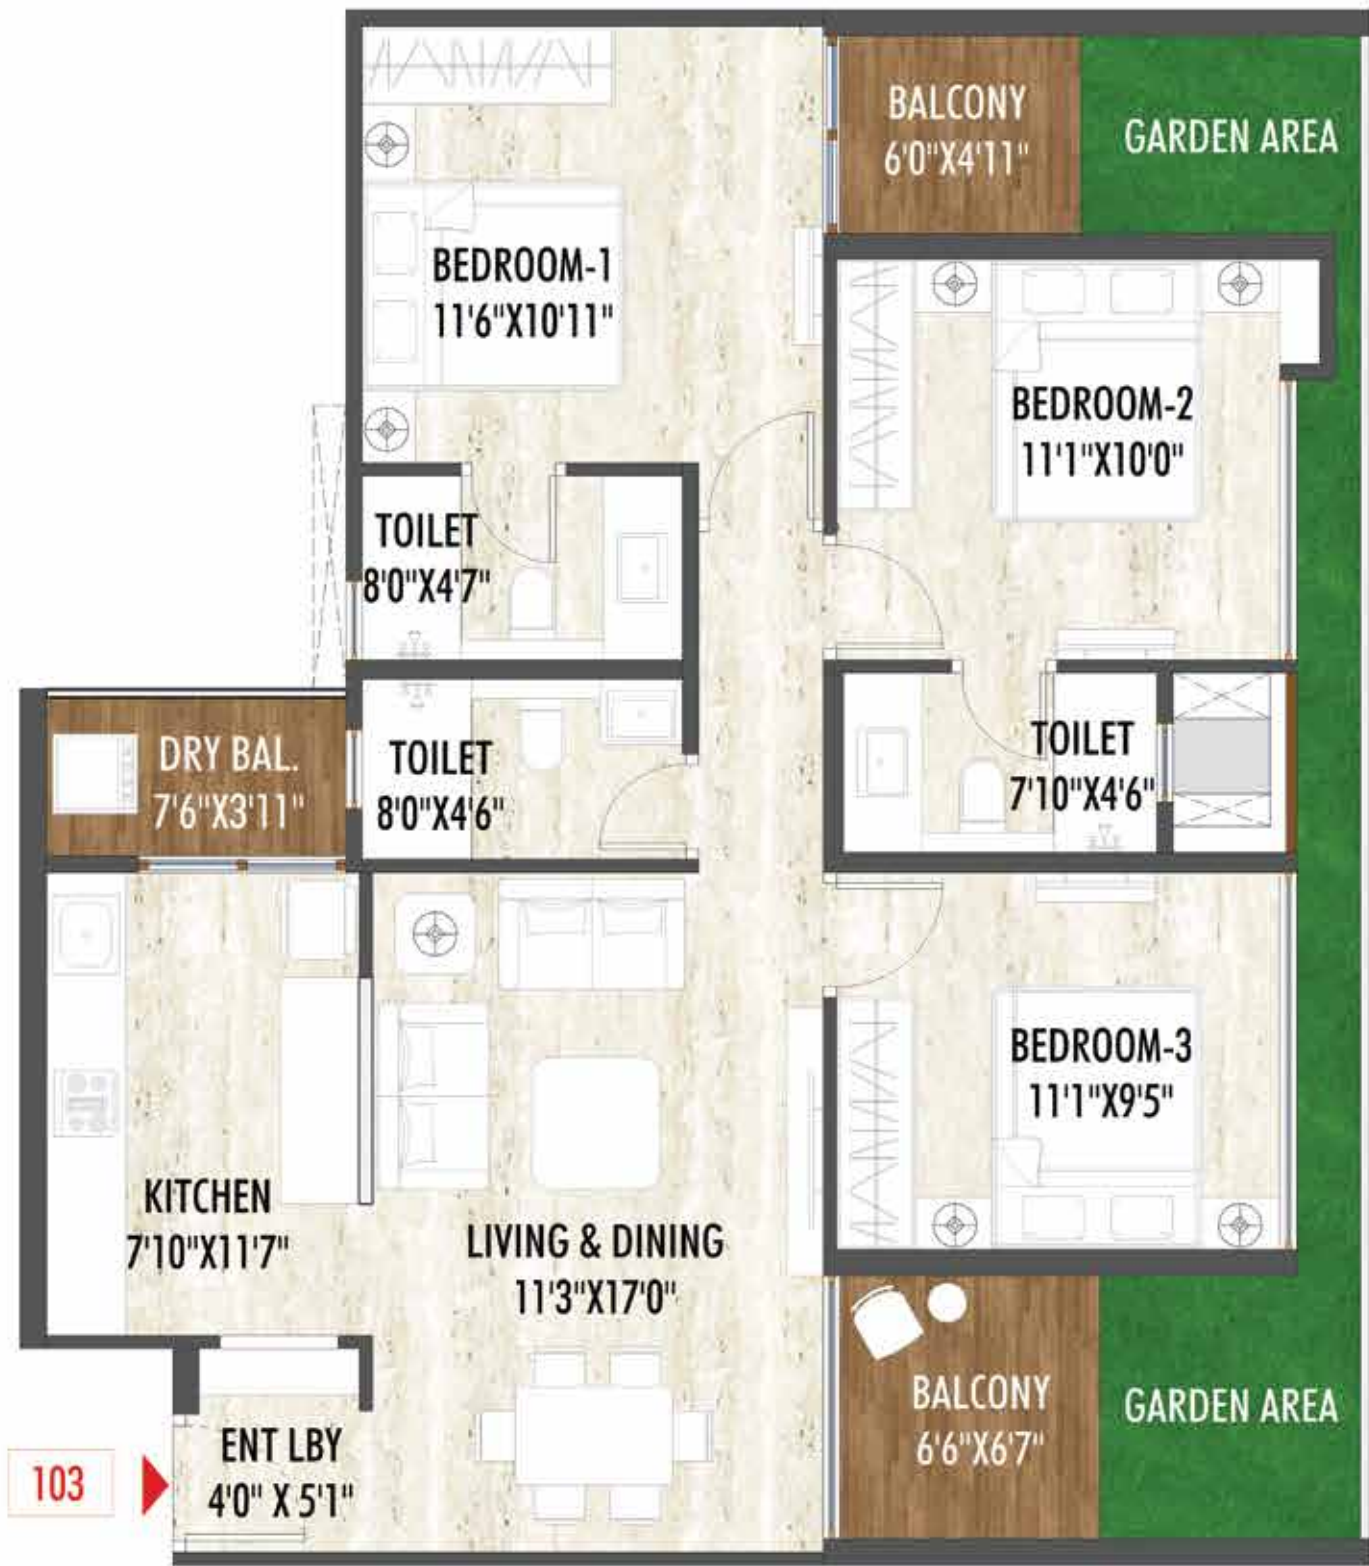 BALCONY
6'0"X4'11"
GARDEN AREA
BEDROOM-1
11'6"X10'11"
BEDROOM-2
11'1"X10'0"
TOILET
8'0"X4'7"
DRY BAL.
7'6"X3'11"
TOILET
8'0"X4'6"
TOILET
7'10"X4'6"
BEDROOM-3
11'1"X9'5"
KITCHEN
7'10"X11'7"
LIVING & DINING
11'3"X17'0"
BALCONY
6'6"X6'7"
GARDEN AREA
ENT LBY
4'0" X 5'1"
103